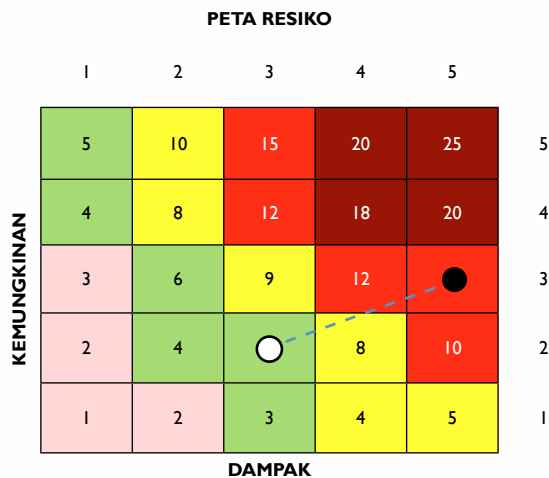 PETA RESIKO
1 2 3 4 5
5 10 15 20 25 5
4 8 12 18 20 4
KEMUNGKINAN
3 6 9 12 3
2 4 8 10 2
1 2 3 4 5 1
DAMPAK